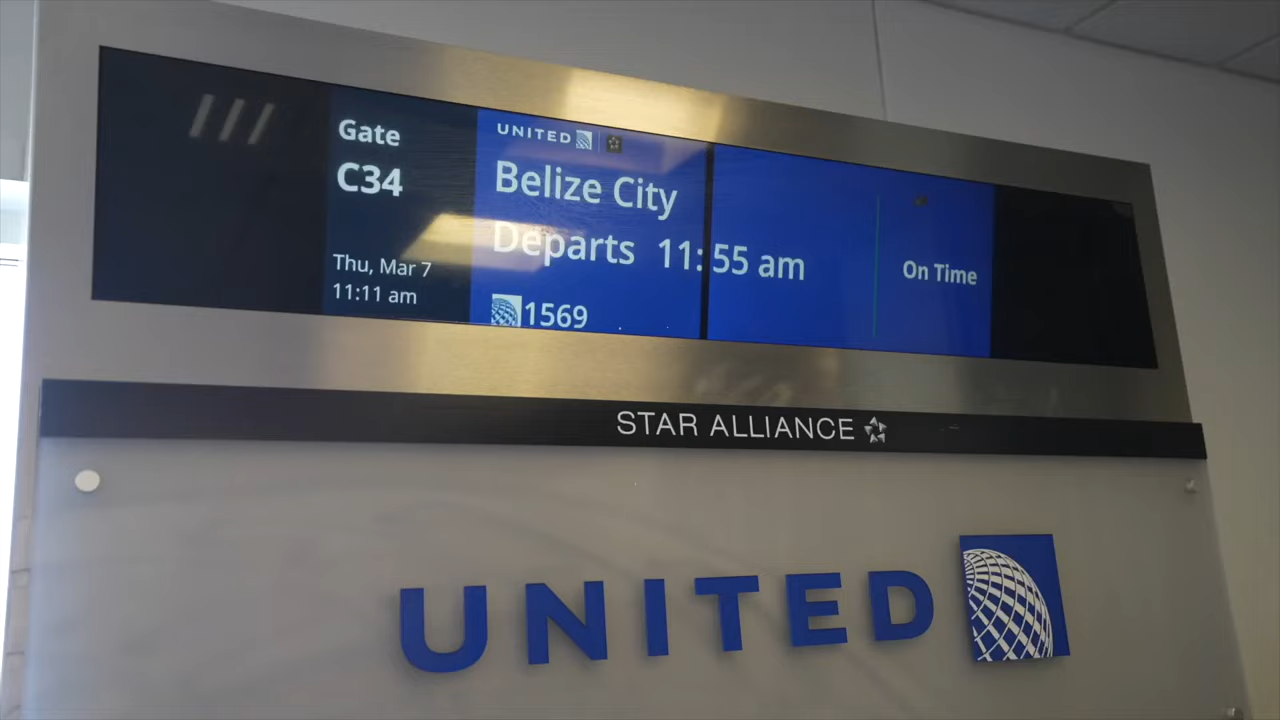 Gate
C34
Thu, Mar 7
11:11 am
UNITED
Belize City
Departs 11:55 am
1569
On Time
STAR ALLIANCE
UNITED